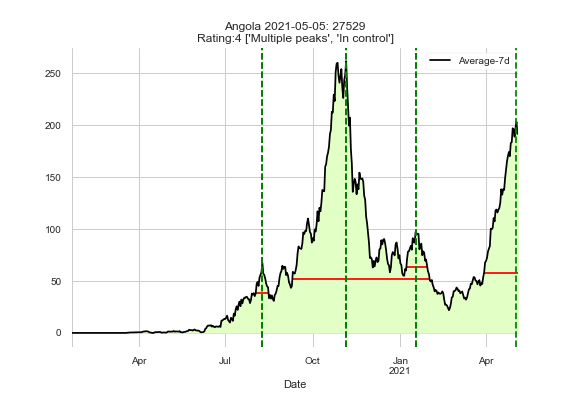 Angola 2021-05-05: 27529
Rating:4 ['Multiple peaks', 'In control']
Average-7d
250
200
150
100
50
0
Apr
Jul
Oct
Jan
2021
Apr
Date